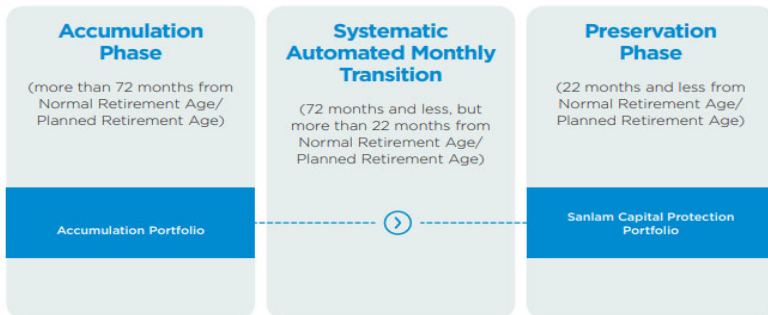 Accumulation
Phase
(more than 72 months from
Normal Retirement Age/
Planned Retirement Age)
Accumulation Portfolio
Systematic
Automated Monthly
Transition
(72 months and less, but
more than 22 months from
Normal Retirement Age/
Planned Retirement Age)
Preservation
Phase
(22 months and less from
Normal Retirement Age/
Planned Retirement Age)
Sanlam Capital Protection
Portfolio